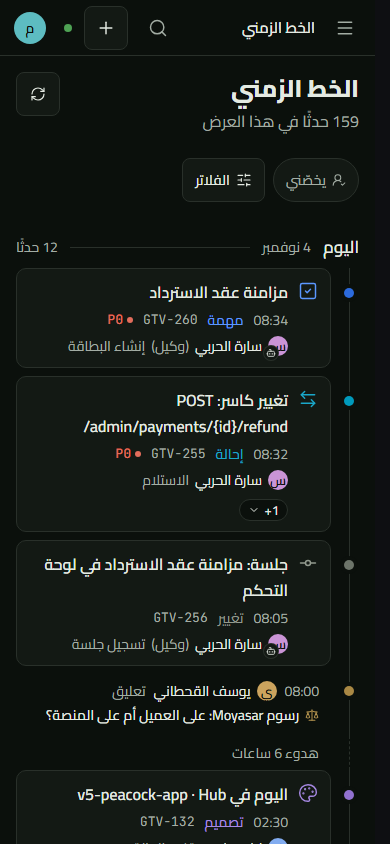 الخط الزمني
م
الخط الزمني
159 حدثًا في هذا العرض
يخصّني
الفلاتر
اليوم 4 نوفمبر 12 حدثًا
مزامنة عقد الاسترداد
08:34 مهمة GTV-260 P0
سارة الحربي (وكيل) إنشاء البطاقة
تغيير كاسر: POST
/admin/payments/{id}/refund
08:32 إحالة GTV-255 P0
س سارة الحربي الاستلام
+1
جلسة: مزامنة عقد الاسترداد في لوحة
التحكم
08:05 تغيير GTV-256
سارة الحربي (وكيل) تسجيل جلسة
08:00 ي يوسف القحطاني تعليق
رسوم Moyasar: على العميل أم على المنصة؟
هدوء 6 ساعات
اليوم في v5-peacock-app · Hub
02:30 تصميم GTV-132